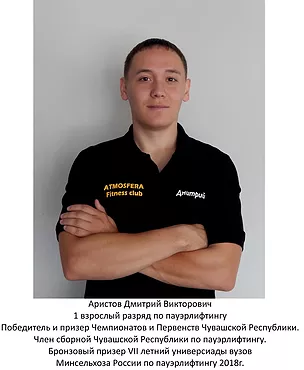 ATMOSFERA
Fitness club
Дмитрий
Аристов Дмитрий Викторович
1 взрослый разряд по пауэрлифтингу
Победитель и призер Чемпионатов и Первенств Чувашской Республики.
Член сборной Чувашской Республики по пауэрлифтингу.
Бронзовый призер VII летний универсиады вузов
Минсельхоза России по пауэрлифтингу 2018г.